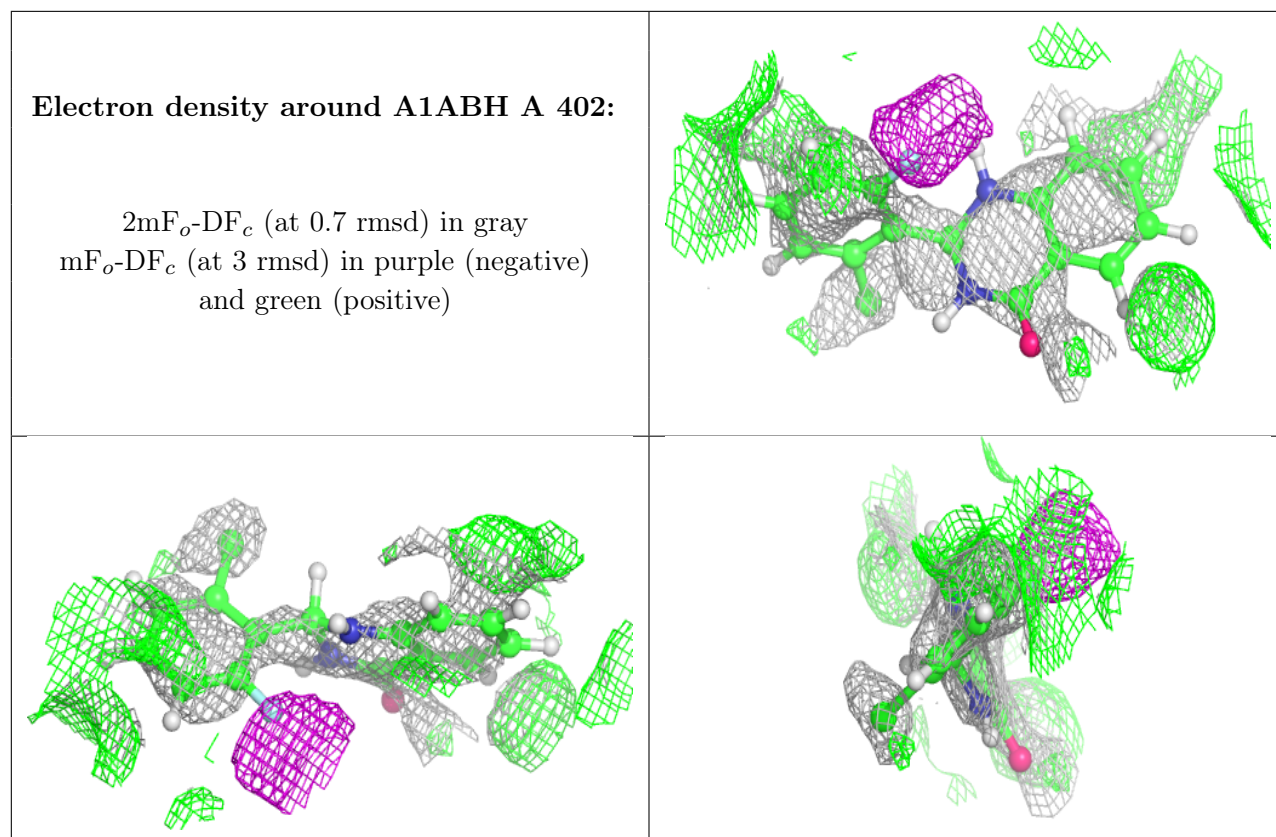 Electron density around A1ABH A 402:
2mFₒ-DF𝒸 (at 0.7 rmsd) in gray
mFₒ-DF𝒸 (at 3 rmsd) in purple (negative)
and green (positive)